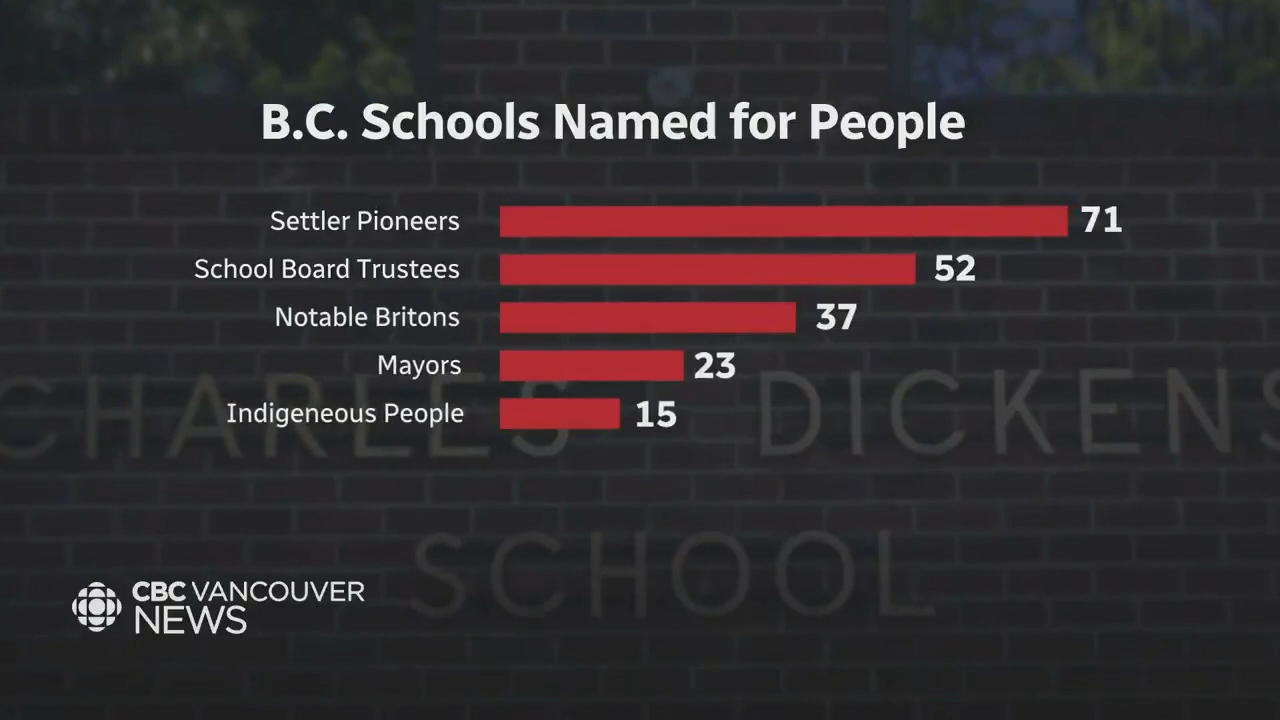 B.C. Schools Named for People
Settler Pioneers 71
School Board Trustees 52
Notable Britons 37
Mayors 23
Indigeneous People 15
CHARLES DICKENS
SCHOOL
CBC VANCOUVER
NEWS